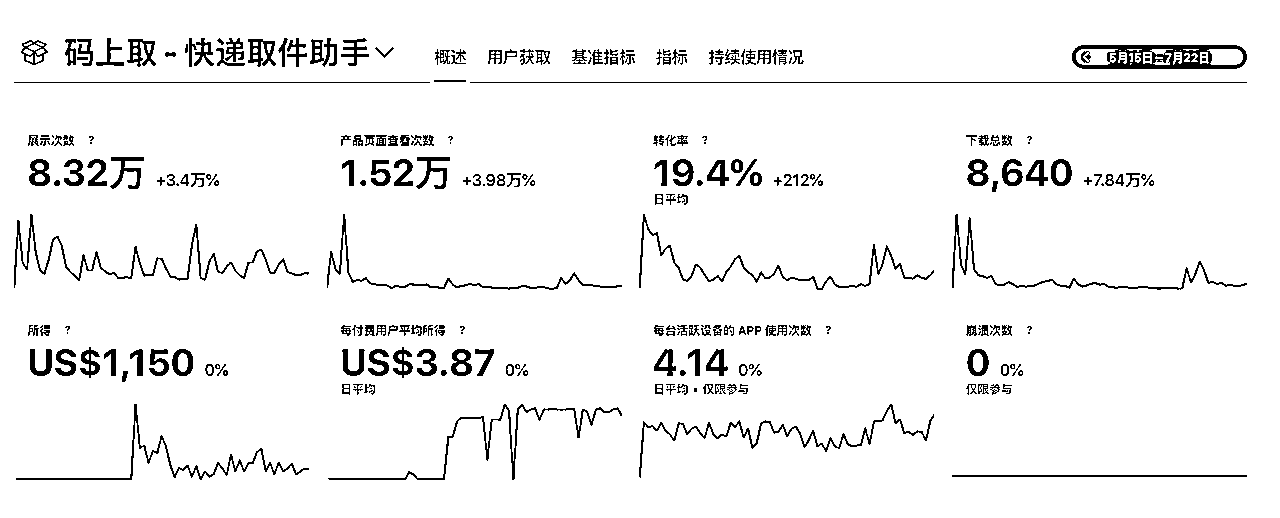 码上取 - 快递取件助手
概述 用户获取 基准指标 指标 持续使用情况
5月15日至7月22日
展示次数 ?
8.32万 +3.4万%
产品页面查看次数 ?
1.52万 +3.98万%
转化率 ?
19.4% +212%
日平均
下载总数 ?
8,640 +7.84万%
所得 ?
US$1,150 0%
每付费用户平均所得 ?
US$3.87 0%
日平均
每台活跃设备的 APP 使用次数 ?
4.14 0%
日平均 • 仅限参与
崩溃次数 ?
0 0%
仅限参与